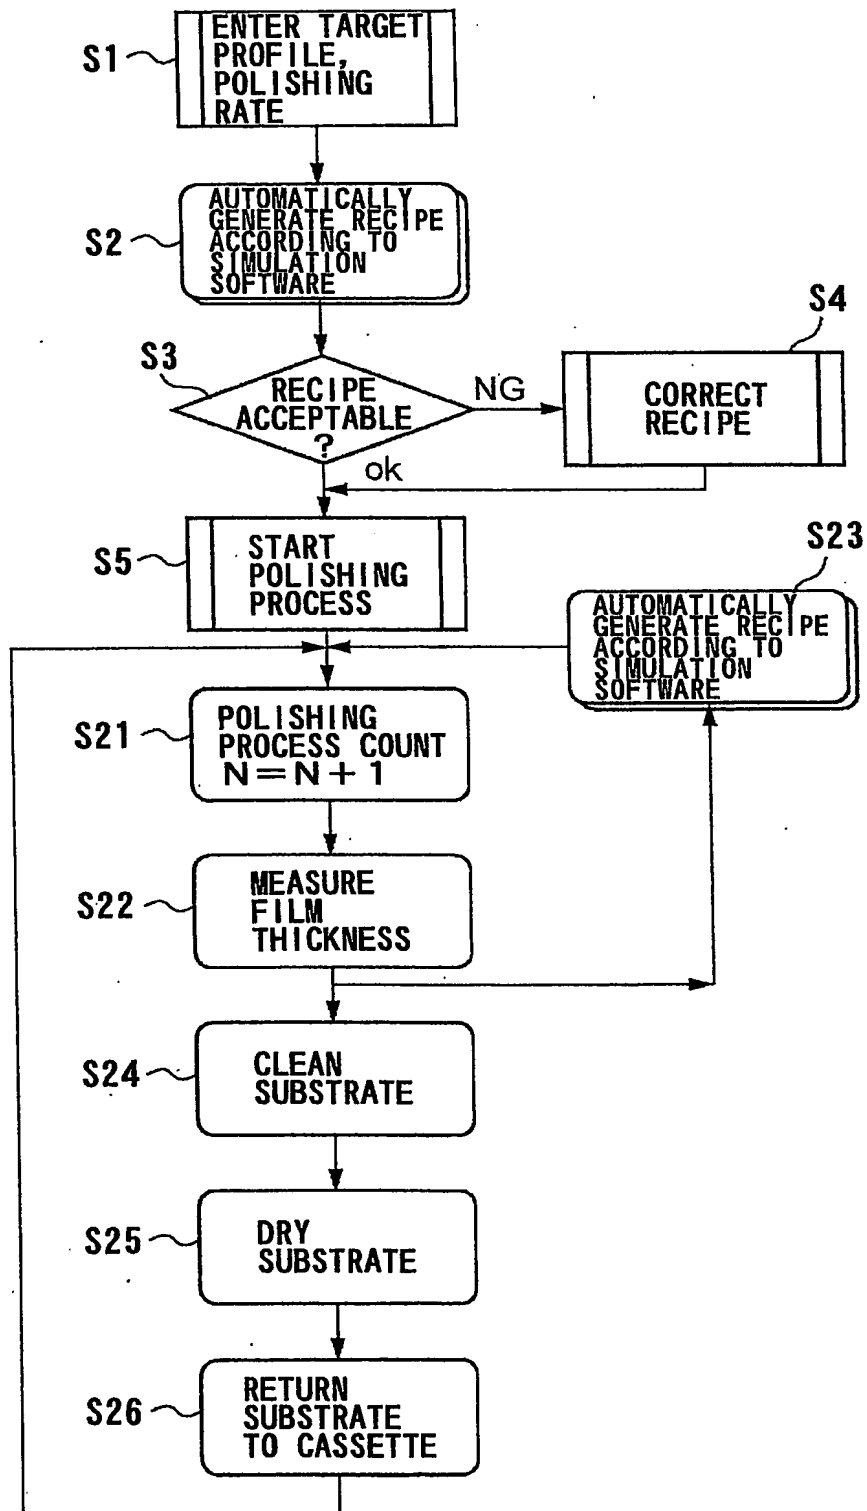 S1
ENTER TARGET
PROFILE,
POLISHING
RATE
S2
AUTOMATICALLY
GENERATE RECIPE
ACCORDING TO
SIMULATION
SOFTWARE
S3
RECIPE
ACCEPTABLE
?
NG
ok
S4
CORRECT
RECIPE
S5
START
POLISHING
PROCESS
S23
AUTOMATICALLY
GENERATE RECIPE
ACCORDING TO
SIMULATION
SOFTWARE
S21
POLISHING
PROCESS COUNT
N=N+1
S22
MEASURE
FILM
THICKNESS
S24
CLEAN
SUBSTRATE
S25
DRY
SUBSTRATE
S26
RETURN
SUBSTRATE
TO CASSETTE